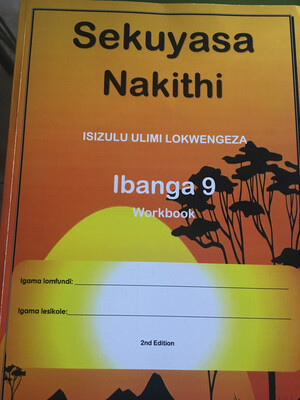 Sekuyasa
Nakithi
ISIZULU ULIMI LOKWENGEZA
Ibanga 9
Workbook
Igama lomfundi:
Igama lesikole:
2nd Edition